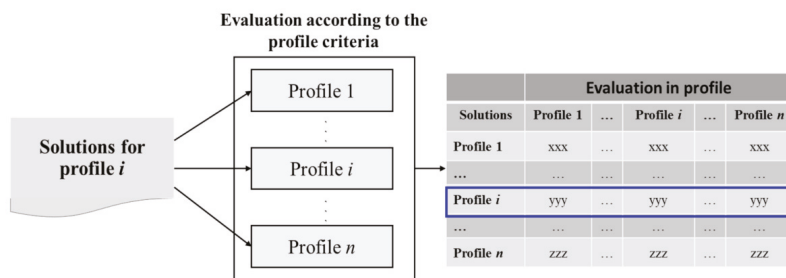 Evaluation according to the
profile criteria
Solutions for
profile i
Profile 1
Profile i
Profile n
Evaluation in profile
Solutions Profile 1 ... Profile i ... Profile n
Profile 1 xxx ... xxx ... xxx
... ... ... ... ... ...
Profile i yyy ... yyy ... yyy
... ... ... ... ... ...
Profile n zzz ... zzz ... zzz